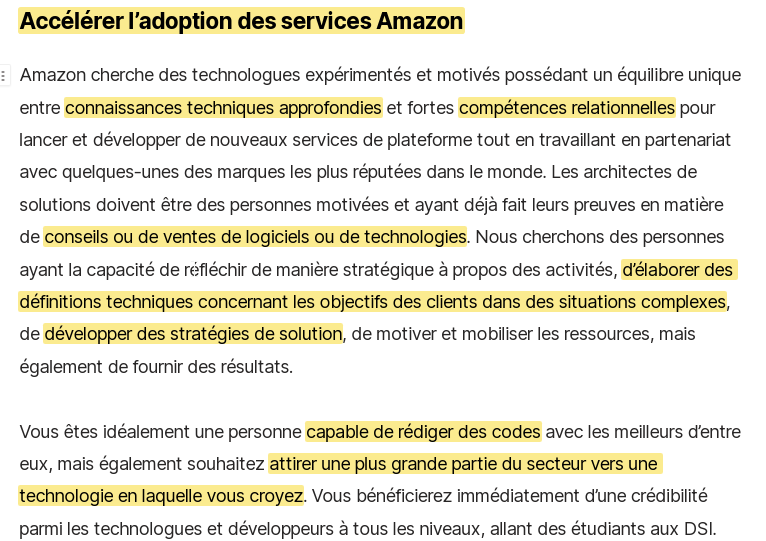 Accélérer l’adoption des services Amazon
Amazon cherche des technologues expérimentés et motivés possédant un équilibre unique
entre connaissances techniques approfondies et fortes compétences relationnelles pour
lancer et développer de nouveaux services de plateforme tout en travaillant en partenariat
avec quelques-unes des marques les plus réputées dans le monde. Les architectes de
solutions doivent être des personnes motivées et ayant déjà fait leurs preuves en matière
de conseils ou de ventes de logiciels ou de technologies. Nous cherchons des personnes
ayant la capacité de réfléchir de manière stratégique à propos des activités, d’élaborer des
définitions techniques concernant les objectifs des clients dans des situations complexes,
de développer des stratégies de solution, de motiver et mobiliser les ressources, mais
également de fournir des résultats.
Vous êtes idéalement une personne capable de rédiger des codes avec les meilleurs d’entre
eux, mais également souhaitez attirer une plus grande partie du secteur vers une
technologie en laquelle vous croyez. Vous bénéficierez immédiatement d’une crédibilité
parmi les technologues et développeurs à tous les niveaux, allant des étudiants aux DSI.